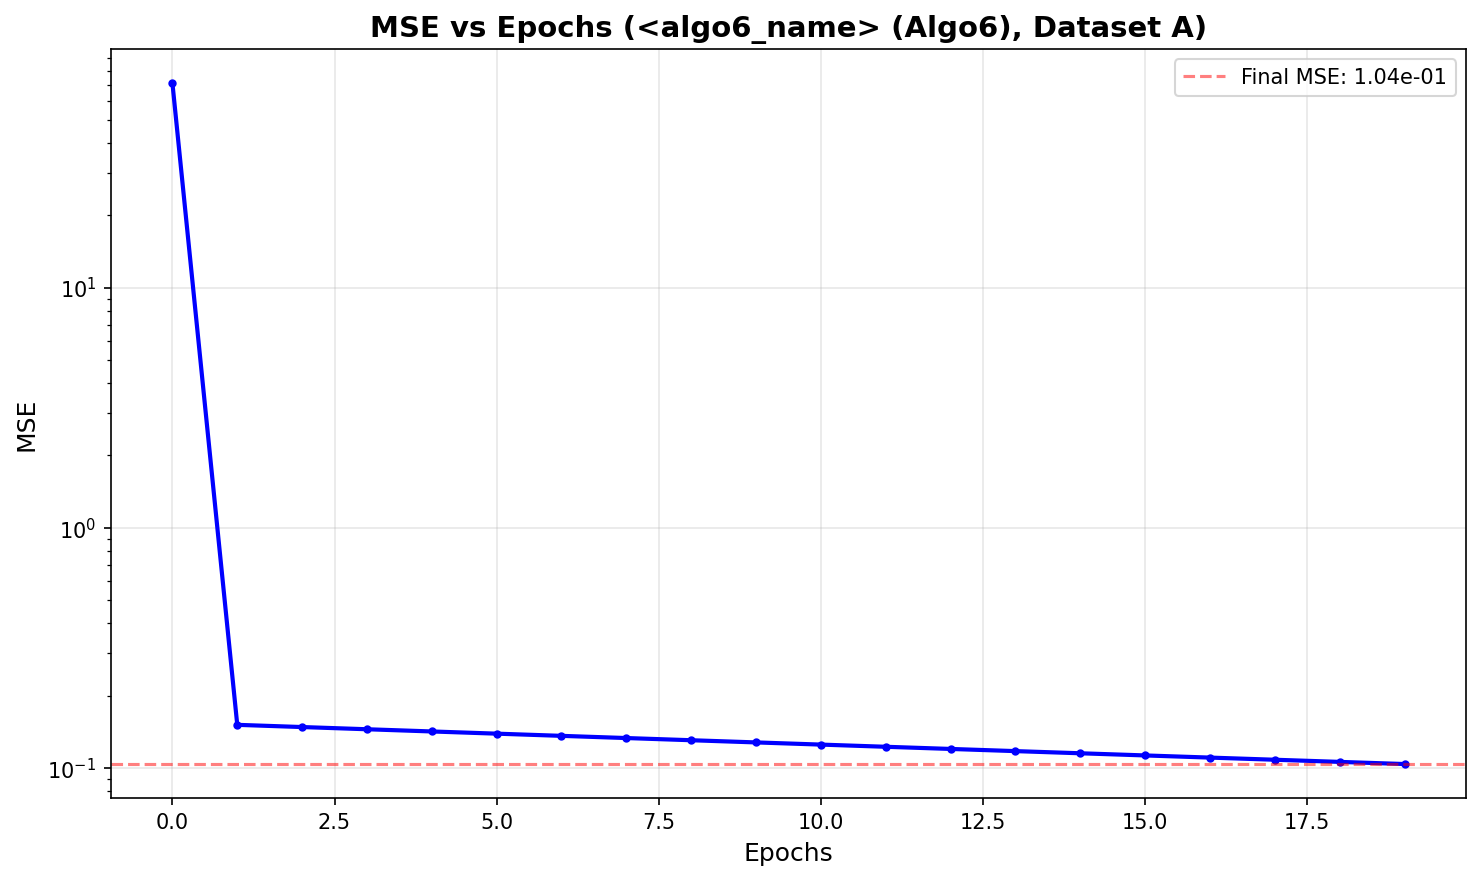 MSE vs Epochs (<algo6_name> (Algo6), Dataset A)
Final MSE: 1.04e-01
MSE
10¹
10⁰
10⁻¹
0.0 2.5 5.0 7.5 10.0 12.5 15.0 17.5
Epochs